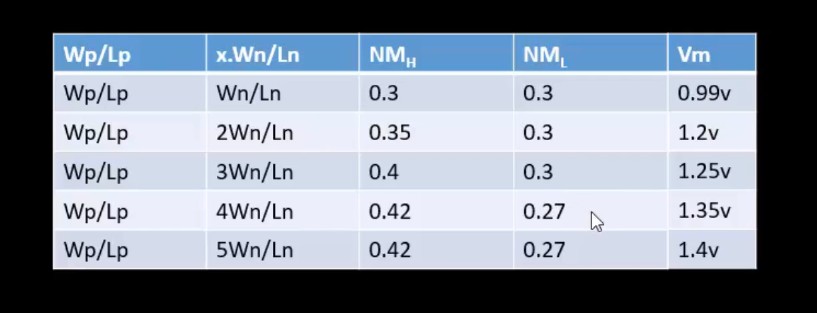 Wp/Lp x.Wn/Ln NMH NML Vm
Wp/Lp Wn/Ln 0.3 0.3 0.99v
Wp/Lp 2Wn/Ln 0.35 0.3 1.2v
Wp/Lp 3Wn/Ln 0.4 0.3 1.25v
Wp/Lp 4Wn/Ln 0.42 0.27 1.35v
Wp/Lp 5Wn/Ln 0.42 0.27 1.4v